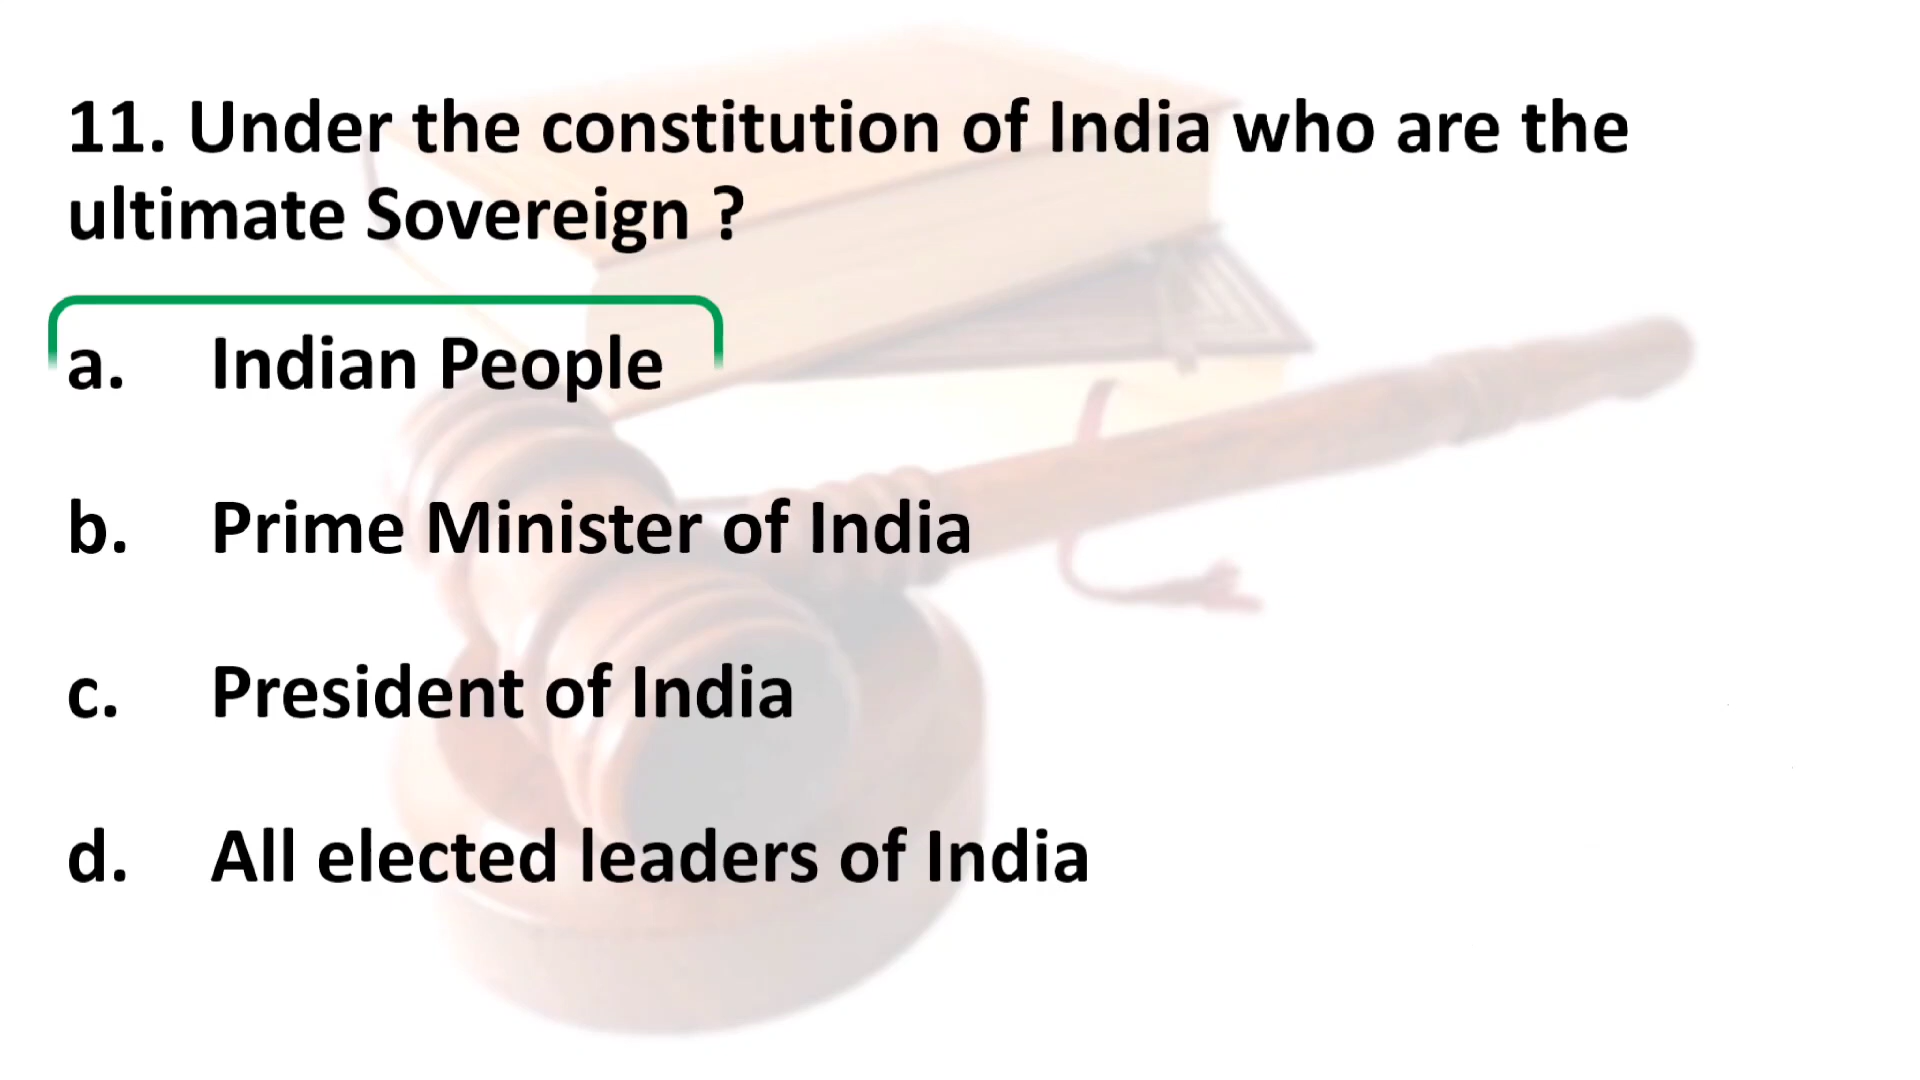 11. Under the constitution of India who are the
ultimate Sovereign ?
a. Indian People
b. Prime Minister of India
c. President of India
d. All elected leaders of India